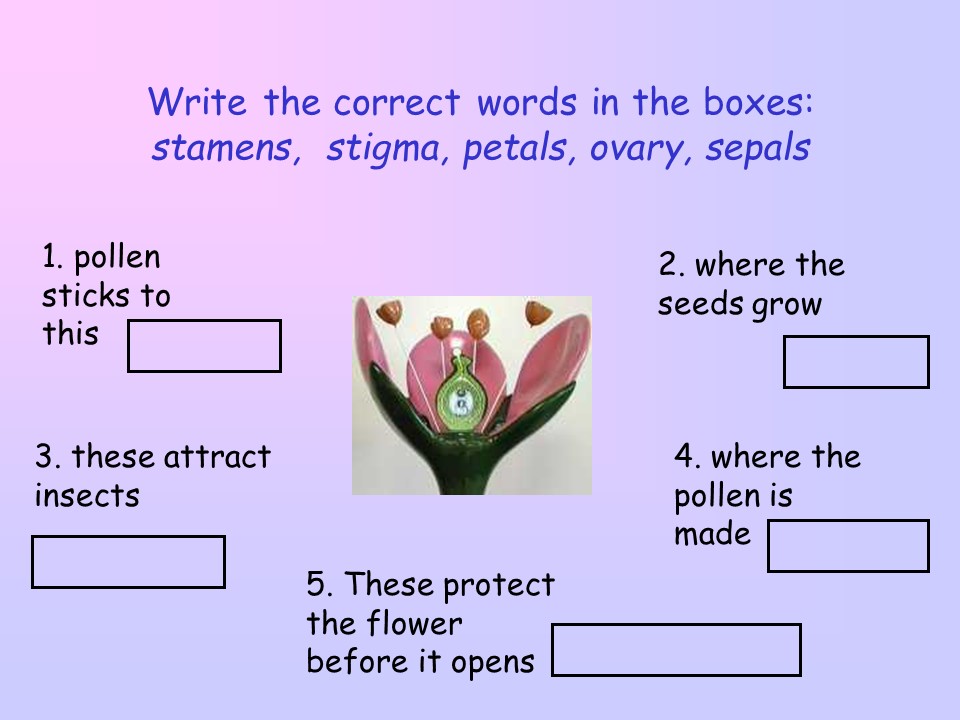 Write the correct words in the boxes:
stamens, stigma, petals, ovary, sepals
1. pollen
sticks to
this
2. where the
seeds grow
3. these attract
insects
4. where the
pollen is
made
5. These protect
the flower
before it opens